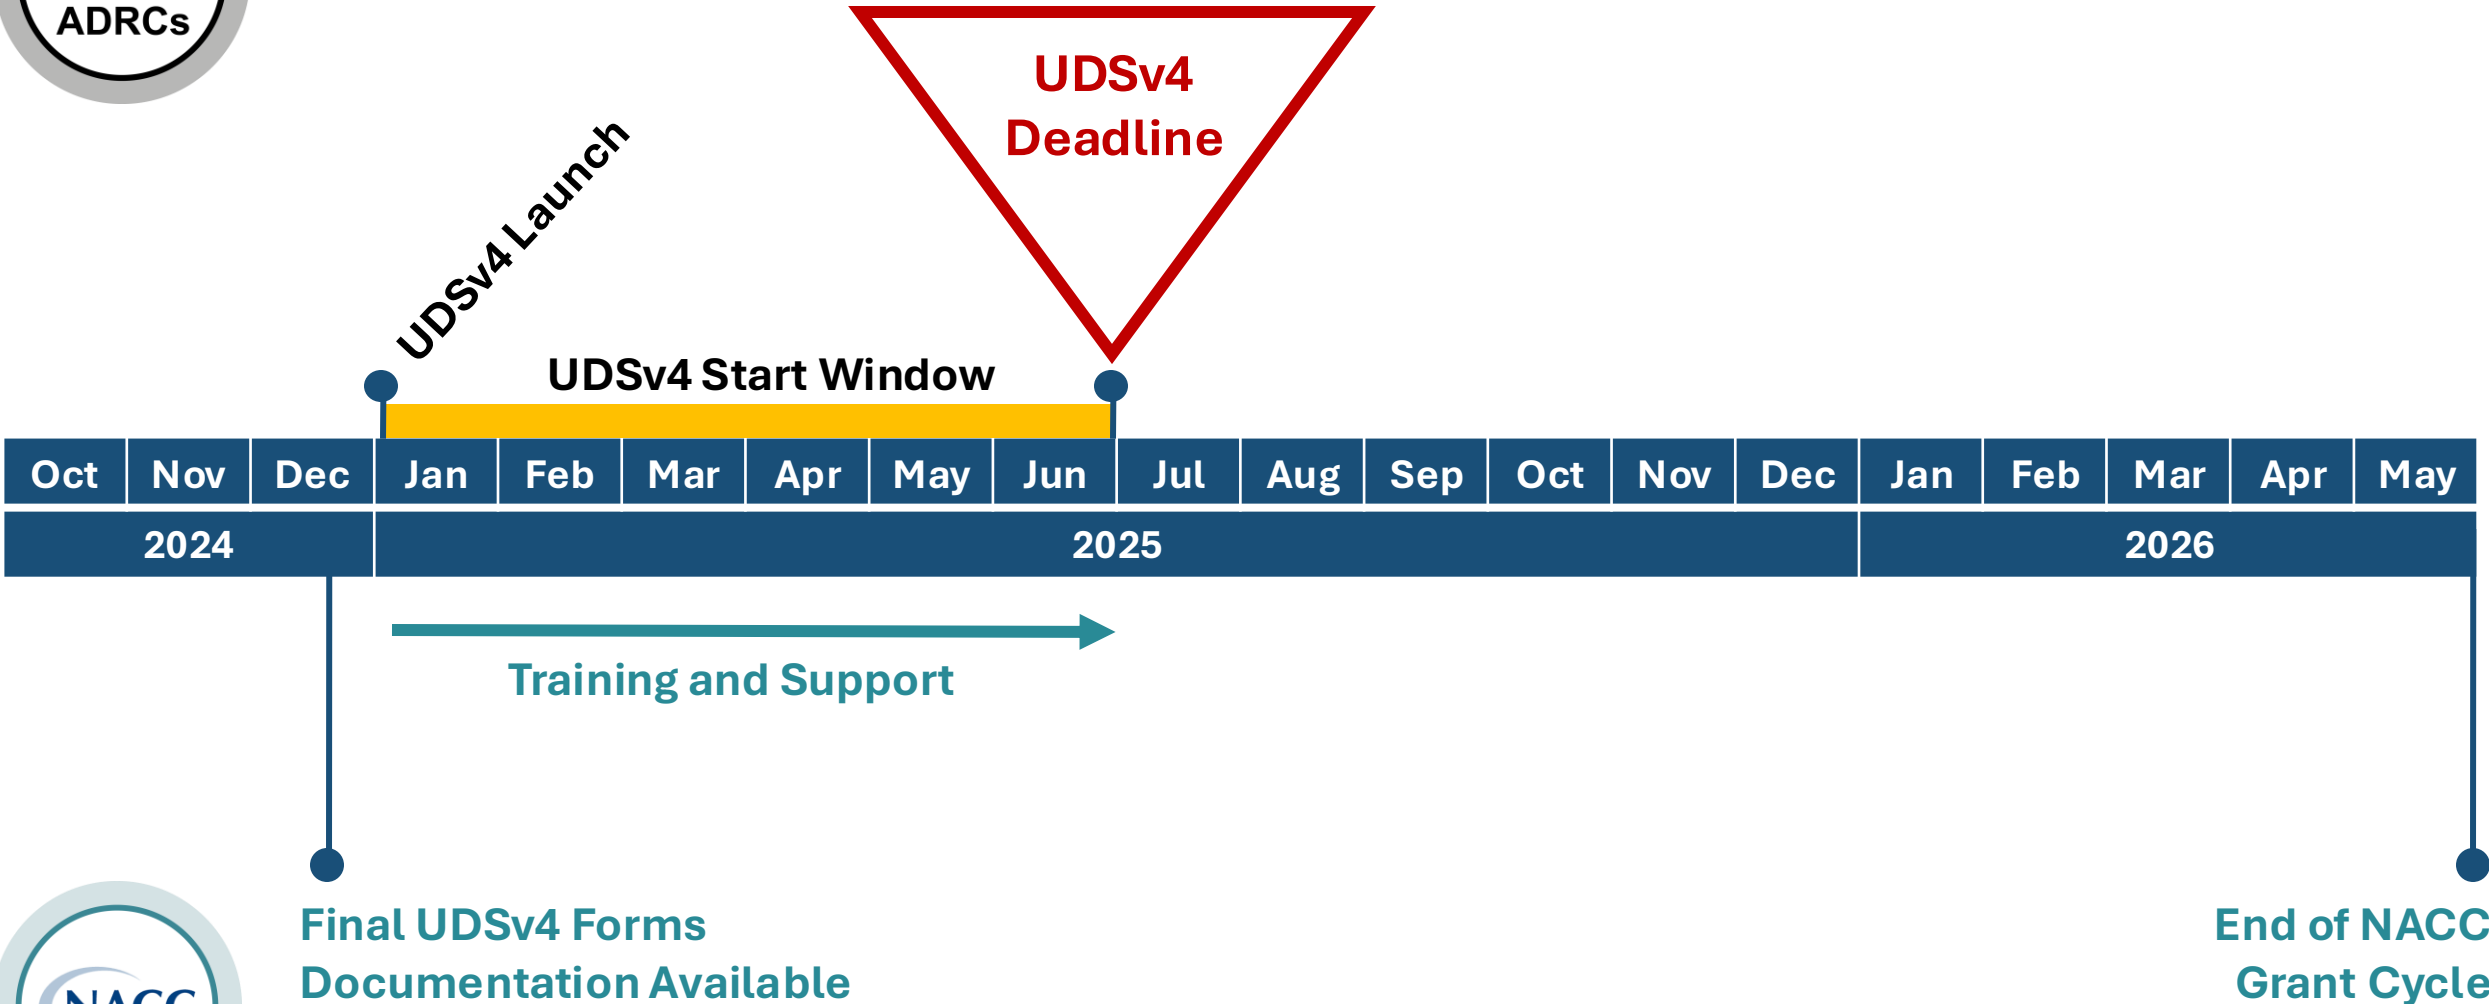 ADRCs
UDSv4
Deadline
UDSv4 Launch
UDSv4 Start Window
Oct Nov Dec Jan Feb Mar Apr May Jun Jul Aug Sep Oct Nov Dec Jan Feb Mar Apr May
2024 2025 2026
Training and Support
Final UDSv4 Forms
Documentation Available
End of NACC
Grant Cycle
NACC